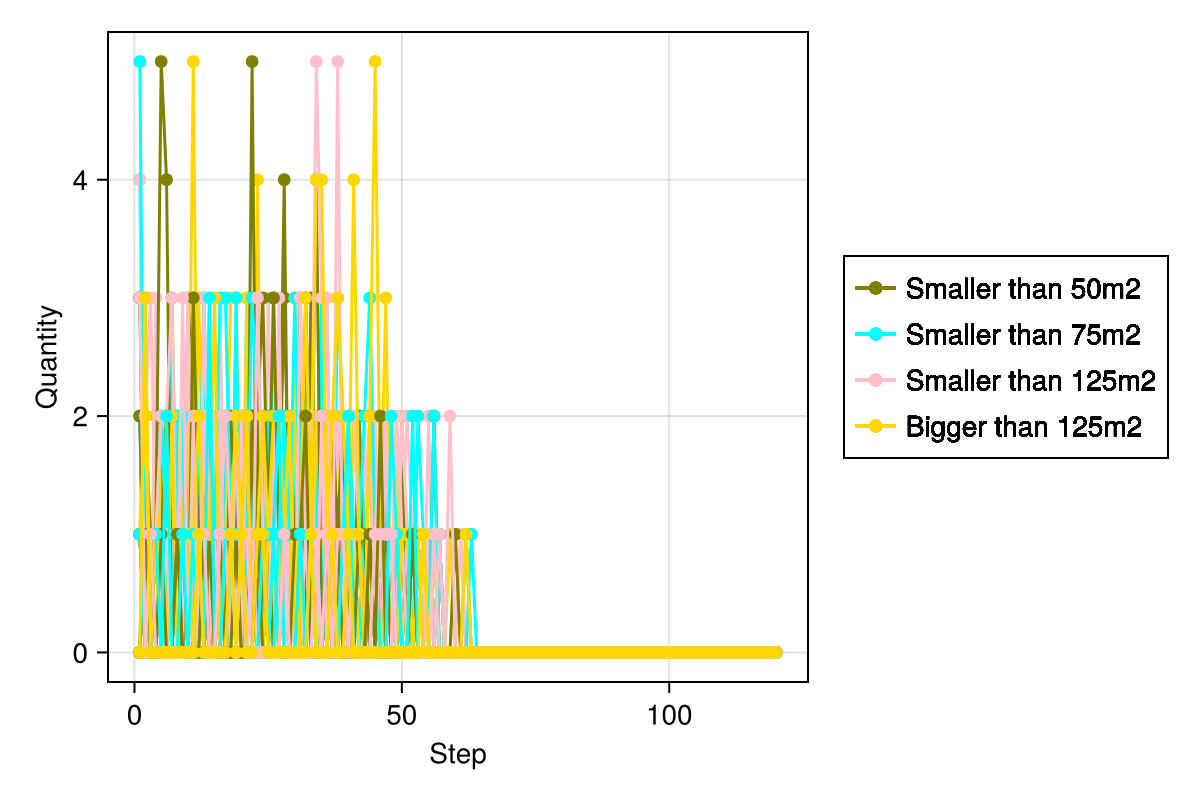 4
2
0
Quantity
0
50
100
Step
Smaller than 50m2
Smaller than 75m2
Smaller than 125m2
Bigger than 125m2